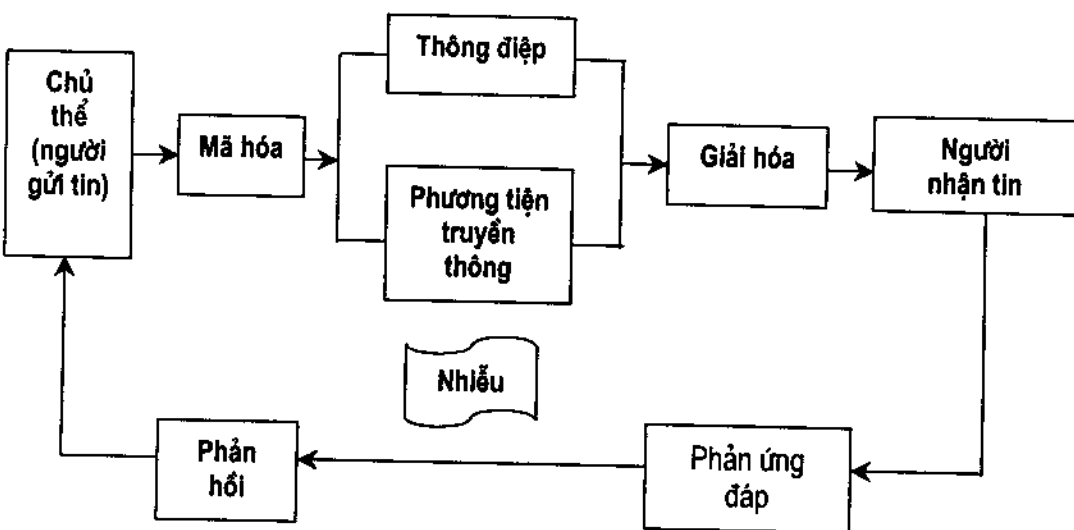 Chủ
thể
(người
gửi tin)
Mã hóa
Thông điệp
Phương tiện
truyền
thông
Giải hóa
Người
nhận tin
Nhiễu
Phản
hồi
Phản ứng
đáp